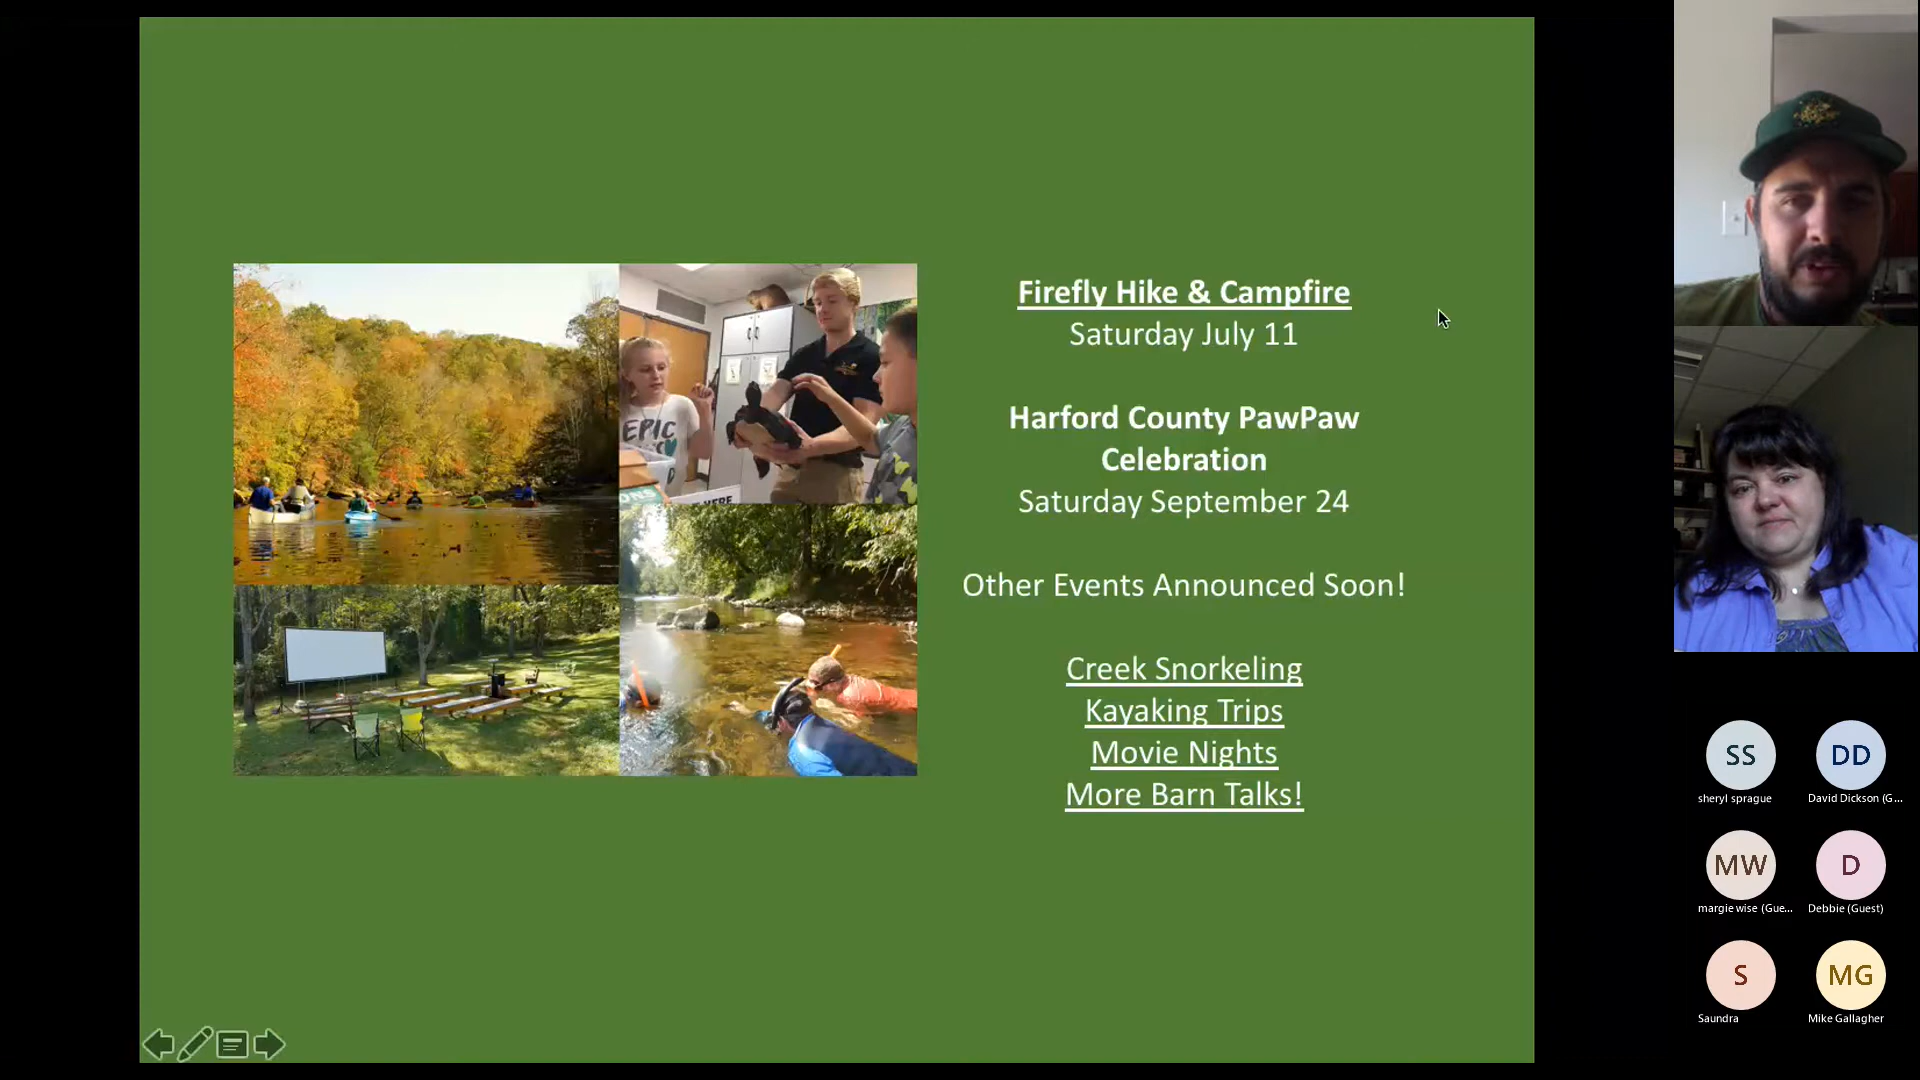 Firefly Hike & Campfire
Saturday July 11
Harford County PawPaw
Celebration
Saturday September 24
Other Events Announced Soon!
Creek Snorkeling
Kayaking Trips
Movie Nights
More Barn Talks!
EPIC
HERE
SS
DD
sheryl sprague
David Dickson (G...
MW
D
margie wise (Gue...
Debbie (Guest)
S
MG
Saundra
Mike Gallagher